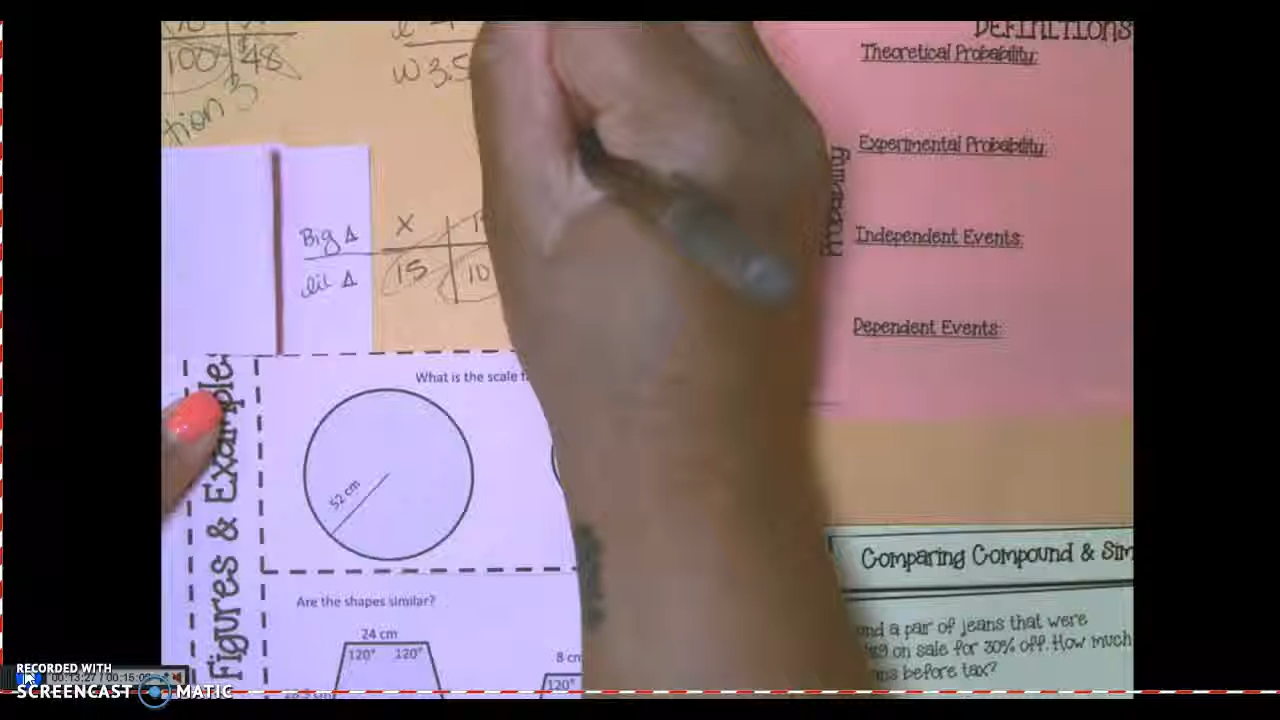 100 48
tion 3
w 3.5
Big Δ X
lil Δ 15 10
DEFINITIONS
Theoretical Probability:
Experimental Probability:
Independent Events:
Dependent Events:
Probability
Figures & Example
What is the scale
52 cm
Are the shapes similar?
24 cm
120° 120°
8 cm
120°
Comparing Compound & Sim
a pair of jeans that were
on sale for 30% off. How much
before tax?
RECORDED WITH
SCREENCAST MATIC